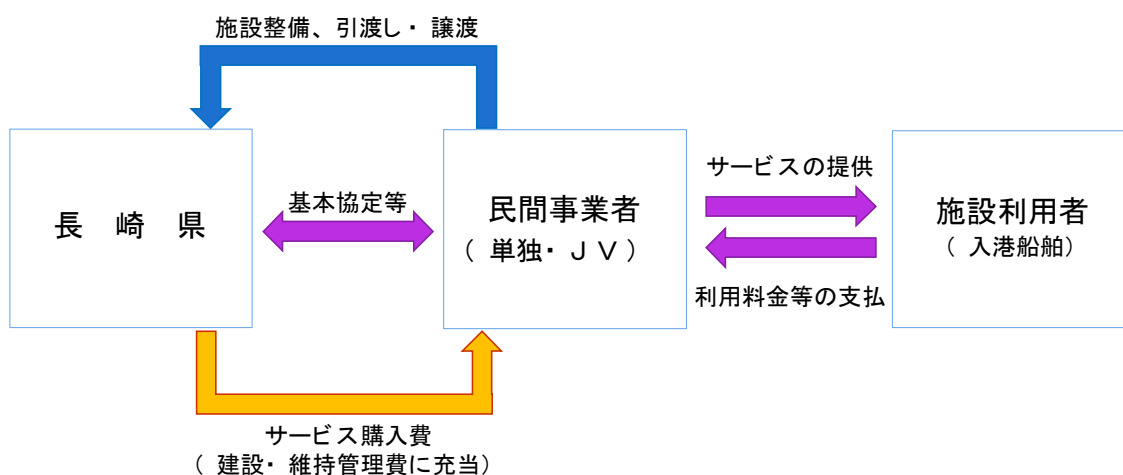 施設整備、引渡し・ 譲渡
長 崎 県
基本協定等
民間事業者
( 単独・ J V )
サービスの提供
利用料金等の支払
施設利用者
( 入港船舶)
サービス購入費
( 建設・ 維持管理費に充当)